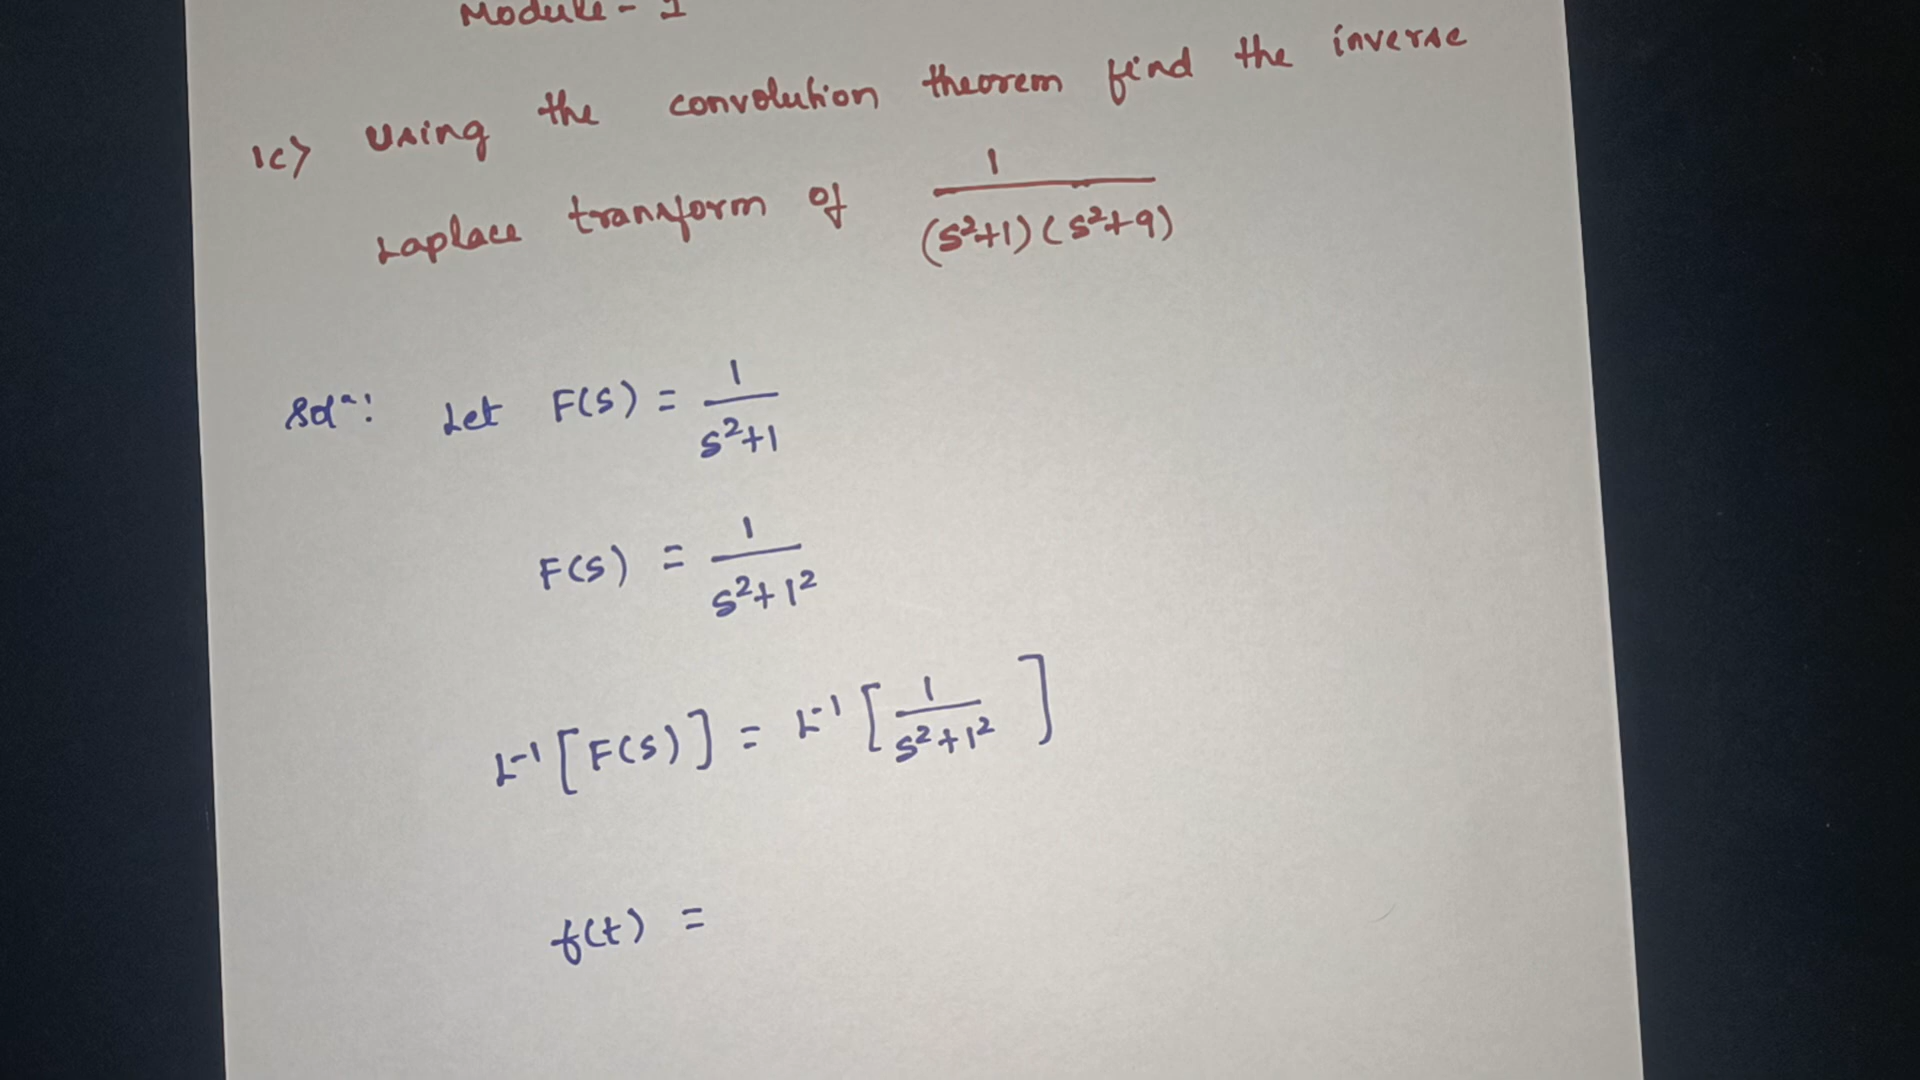 Module - 1
1c) Using the convolution theorem find the inverse
Laplace transform of 1/((s²+1)(s²+9))
Solⁿ: Let F(s) = 1/(s²+1)
F(s) = 1/(s²+1²)
L⁻¹[F(s)] = L⁻¹[1/(s²+1²)]
f(t) =